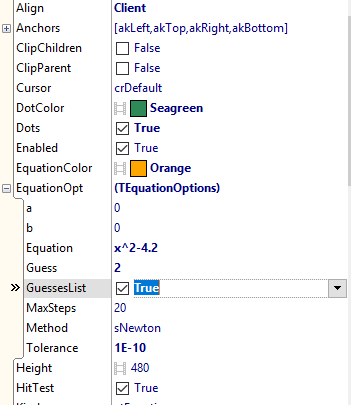 Align Client
Anchors [akLeft,akTop,akRight,akBottom]
ClipChildren False
ClipParent False
Cursor crDefault
DotColor Seagreen
Dots True
Enabled True
EquationColor Orange
EquationOpt (TEquationOptions)
a 0
b 0
Equation x^2-4.2
Guess 2
GuessesList True
MaxSteps 20
Method sNewton
Tolerance 1E-10
Height 480
HitTest True